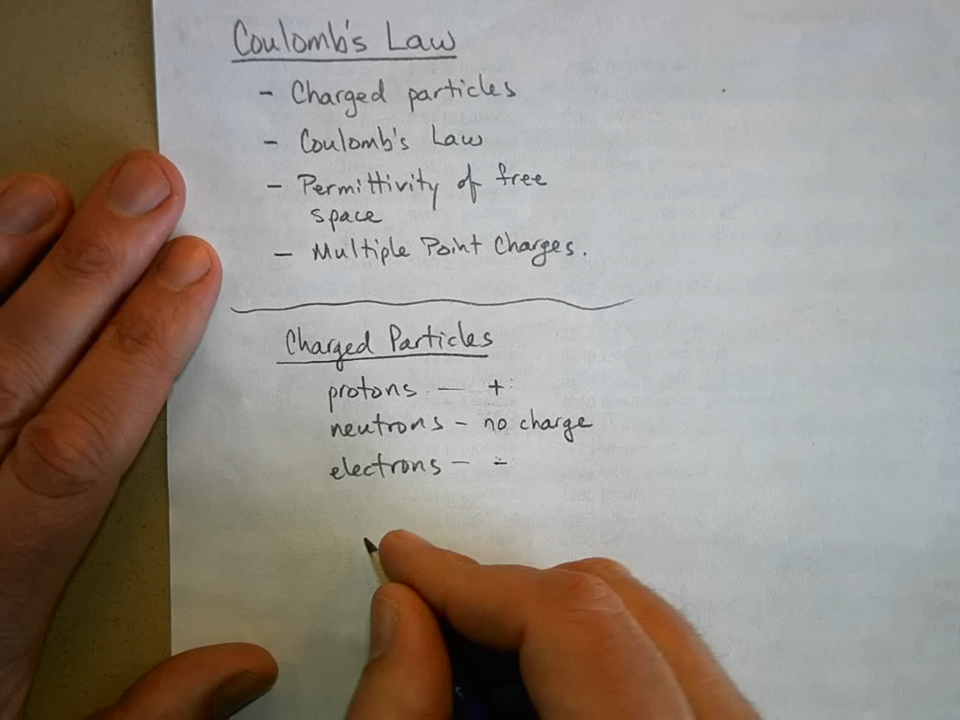 Coulomb's Law
- Charged particles
- Coulomb's Law
- Permittivity of free
space
- Multiple Point Charges.
Charged Particles
protons - +
neutrons - no charge
electrons - -